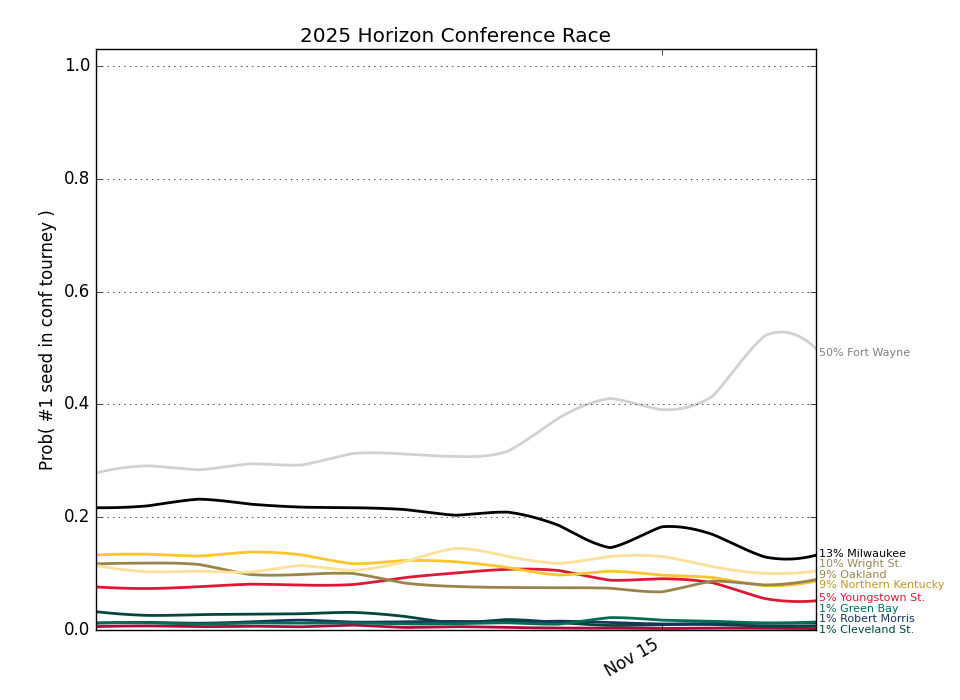 2025 Horizon Conference Race
Prob( #1 seed in conf tourney )
1.0
0.8
0.6
0.4
0.2
0.0
Nov 15
50% Fort Wayne
13% Milwaukee
10% Wright St.
9% Oakland
9% Northern Kentucky
5% Youngstown St.
1% Green Bay
1% Robert Morris
1% Cleveland St.